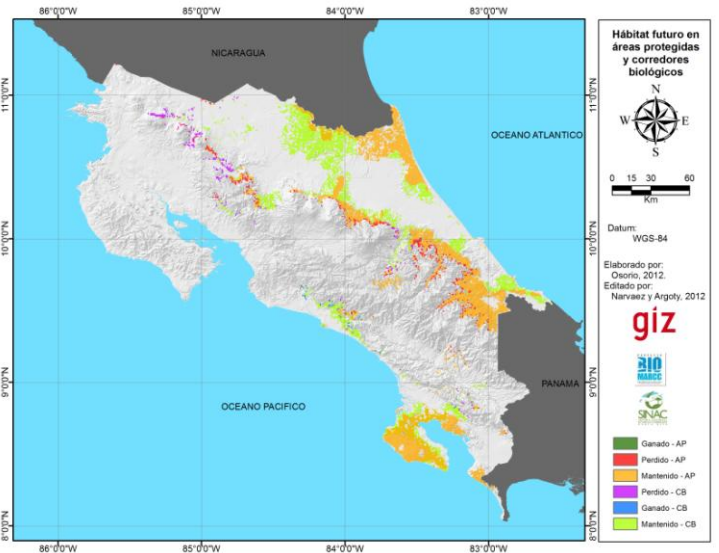 86°0'0"W 85°0'0"W 84°0'0"W 83°0'0"W
11°0'0"N
10°0'0"N
9°0'0"N
8°0'0"N
NICARAGUA
OCEANO ATLANTICO
OCEANO PACIFICO
PANAMA
11°0'0"N
10°0'0"N
9°0'0"N
8°0'0"N
86°0'0"W 85°0'0"W 84°0'0"W 83°0'0"W
Hábitat futuro en
áreas protegidas
y corredores
biológicos
N
W E
S
0 15 30 60
Km
Datum:
WGS-84
Elaborado por:
Osorio, 2012.
Editado por:
Narvaez y Argoty, 2012
giz
BIO
MARCC
SINAC
Ganado - AP
Perdido - AP
Mantenido - AP
Perdido - CB
Ganado - CB
Mantenido - CB